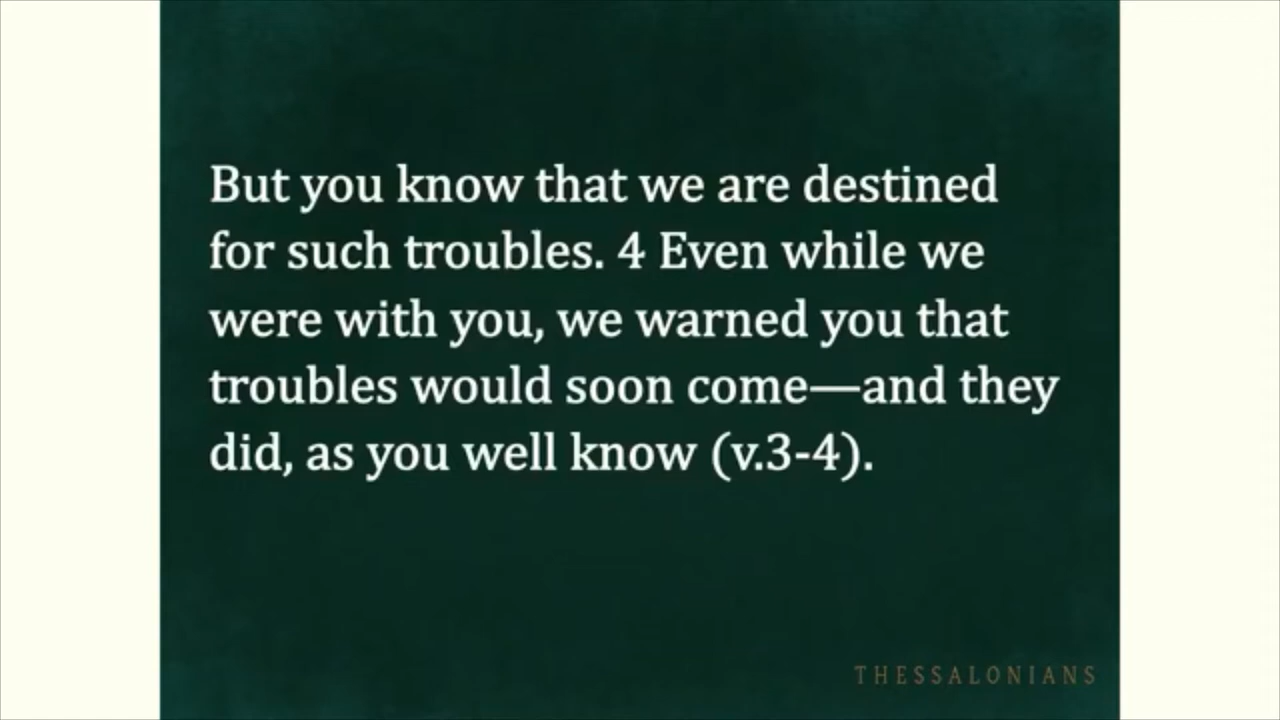 But you know that we are destined
for such troubles. 4 Even while we
were with you, we warned you that
troubles would soon come—and they
did, as you well know (v.3-4).
THESSALONIANS